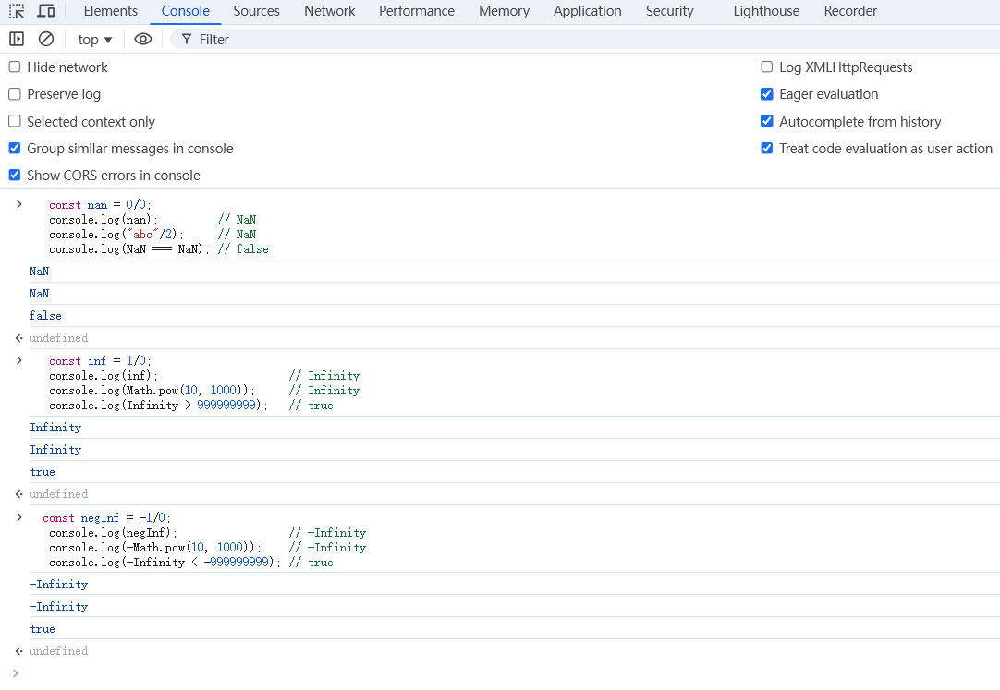 Elements Console Sources Network Performance Memory Application Security Lighthouse Recorder
top Filter
Hide network Log XMLHttpRequests
Preserve log Eager evaluation
Selected context only Autocomplete from history
Group similar messages in console Treat code evaluation as user action
Show CORS errors in console
const nan = 0/0;
console.log(nan); // NaN
console.log("abc"/2); // NaN
console.log(NaN === NaN); // false
NaN
NaN
false
undefined
const inf = 1/0;
console.log(inf); // Infinity
console.log(Math.pow(10, 1000)); // Infinity
console.log(Infinity > 999999999); // true
Infinity
Infinity
true
undefined
const negInf = -1/0;
console.log(negInf); // -Infinity
console.log(-Math.pow(10, 1000)); // -Infinity
console.log(-Infinity < -999999999); // true
-Infinity
-Infinity
true
undefined